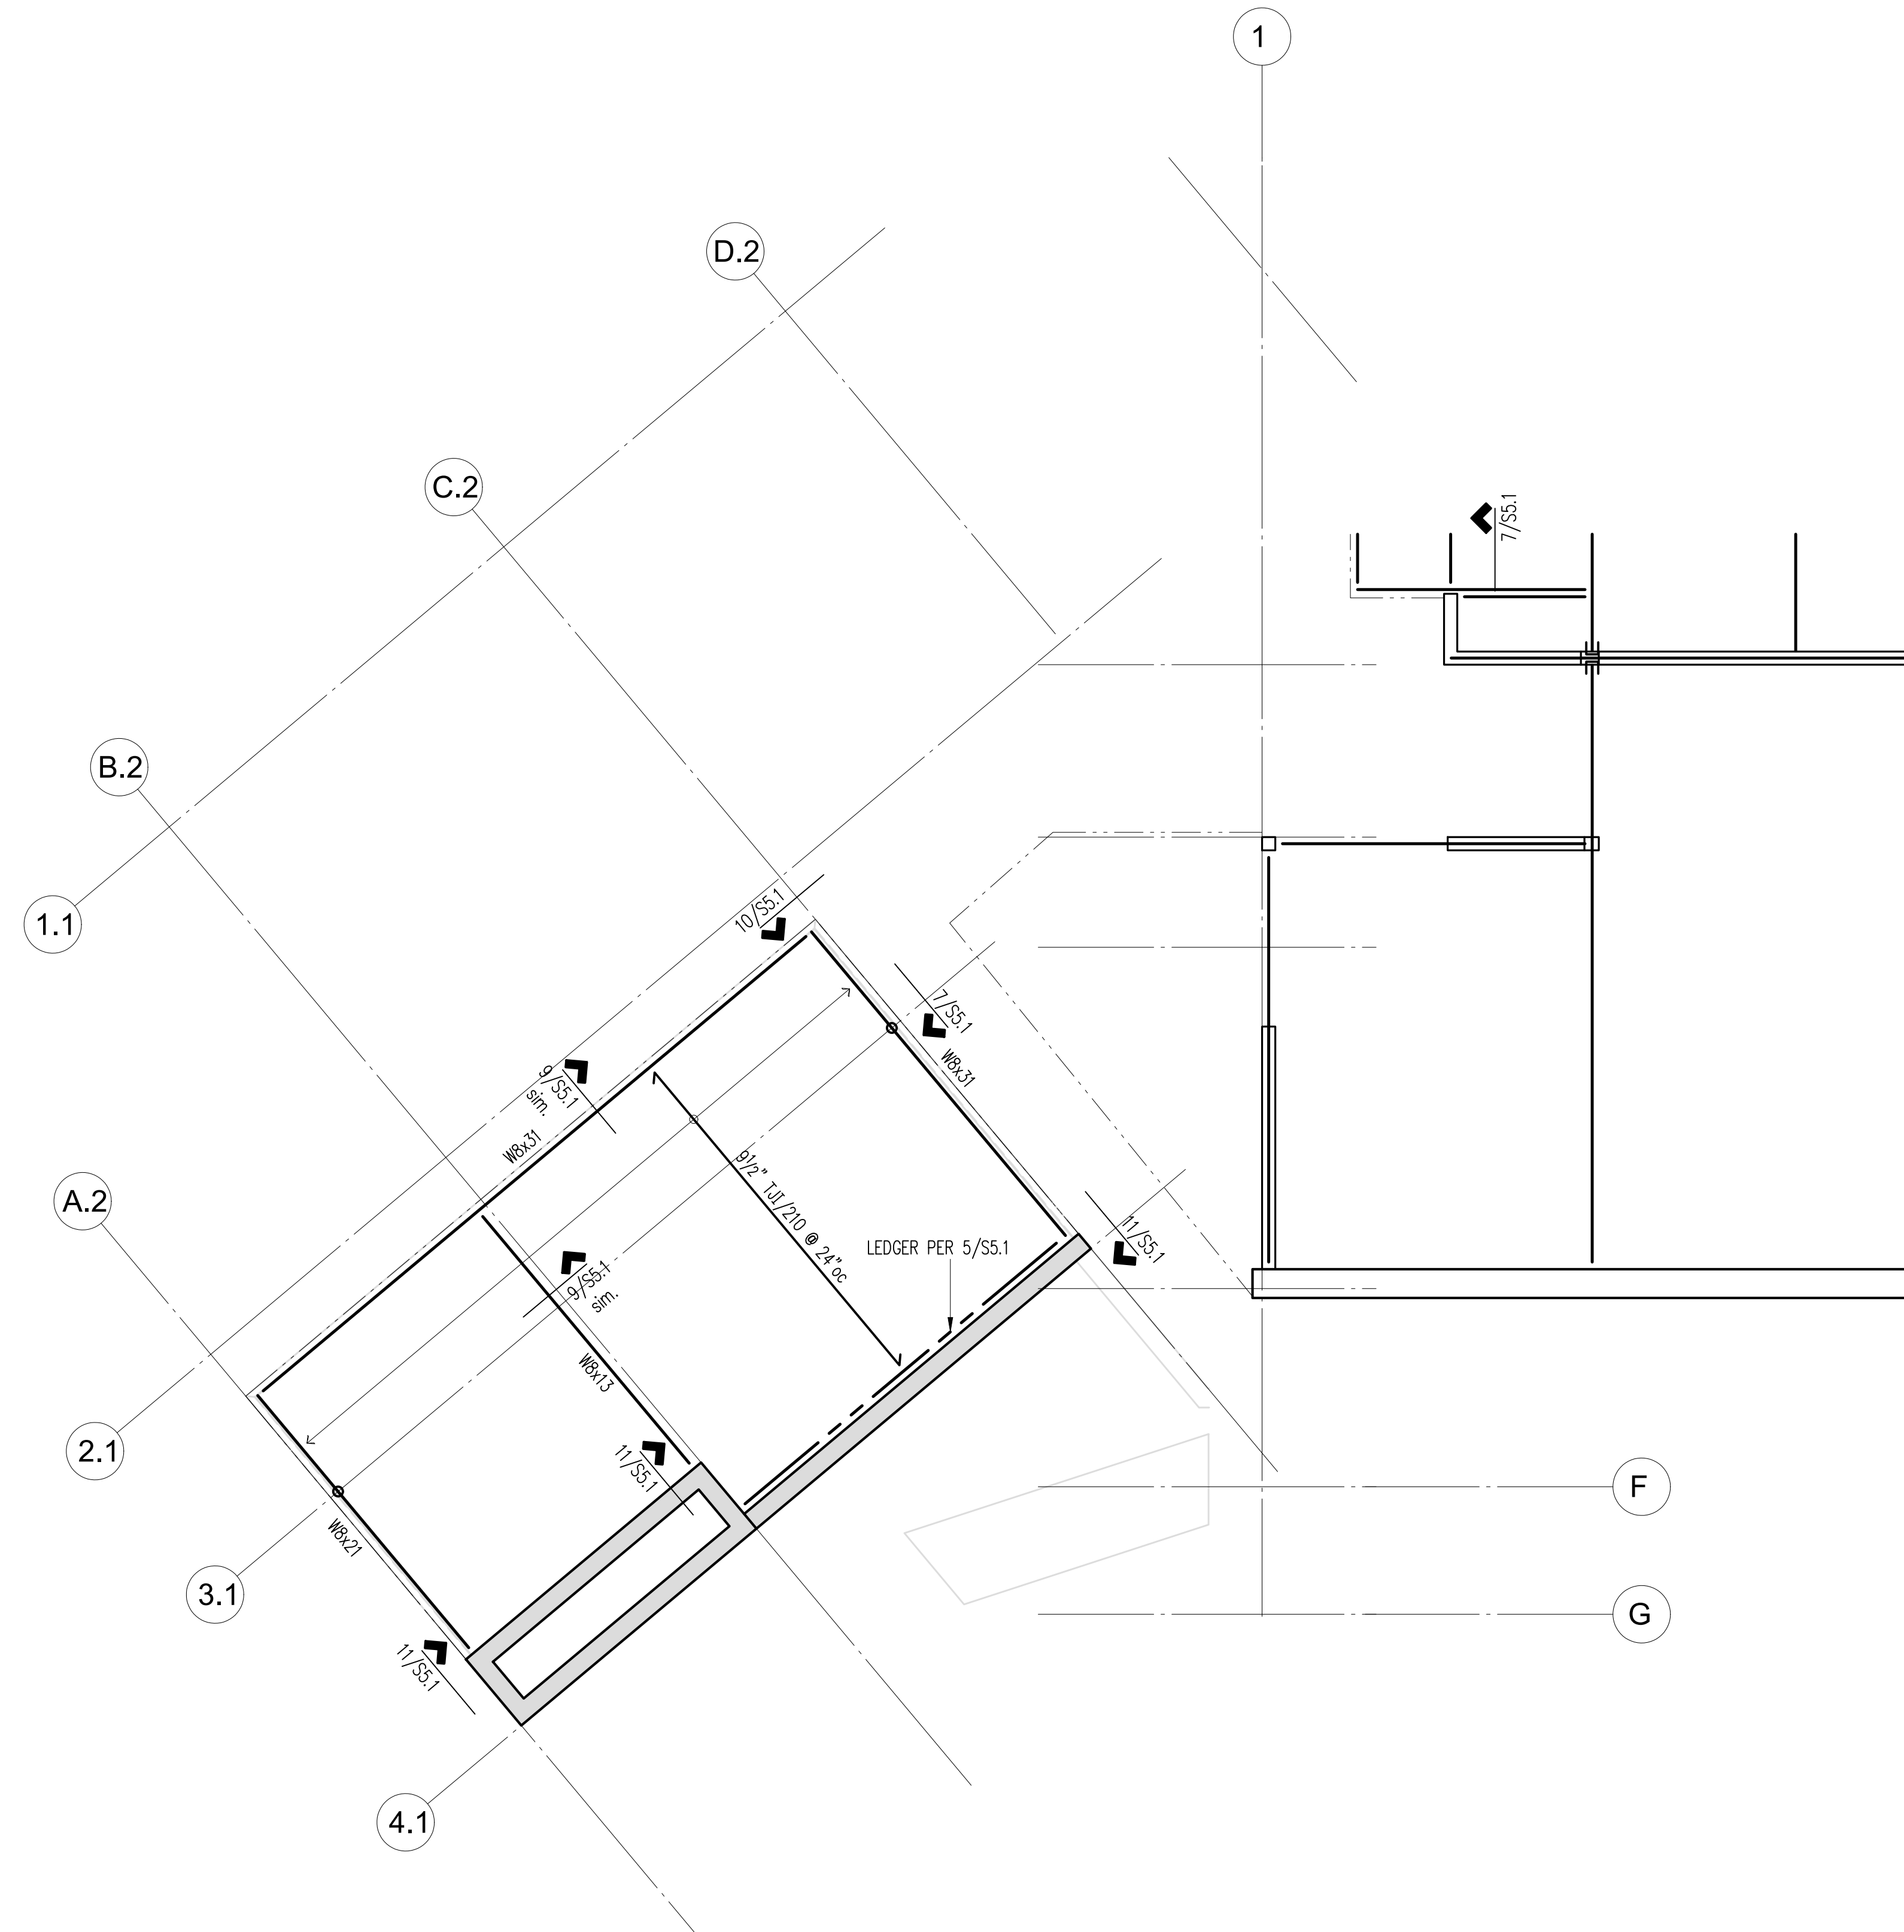 1
D.2
C.2
7/S5.1
B.2
1.1
10/S5.1
7/S5.1
W8x31
9/S5.1
sim.
W8x31
9½" TJI/210 @ 24"oc
A.2
LEDGER PER 5/S5.1
11/S5.1
9/S5.1
sim.
W8x13
2.1
11/S5.1
F
W8x21
3.1
G
11/S5.1
4.1